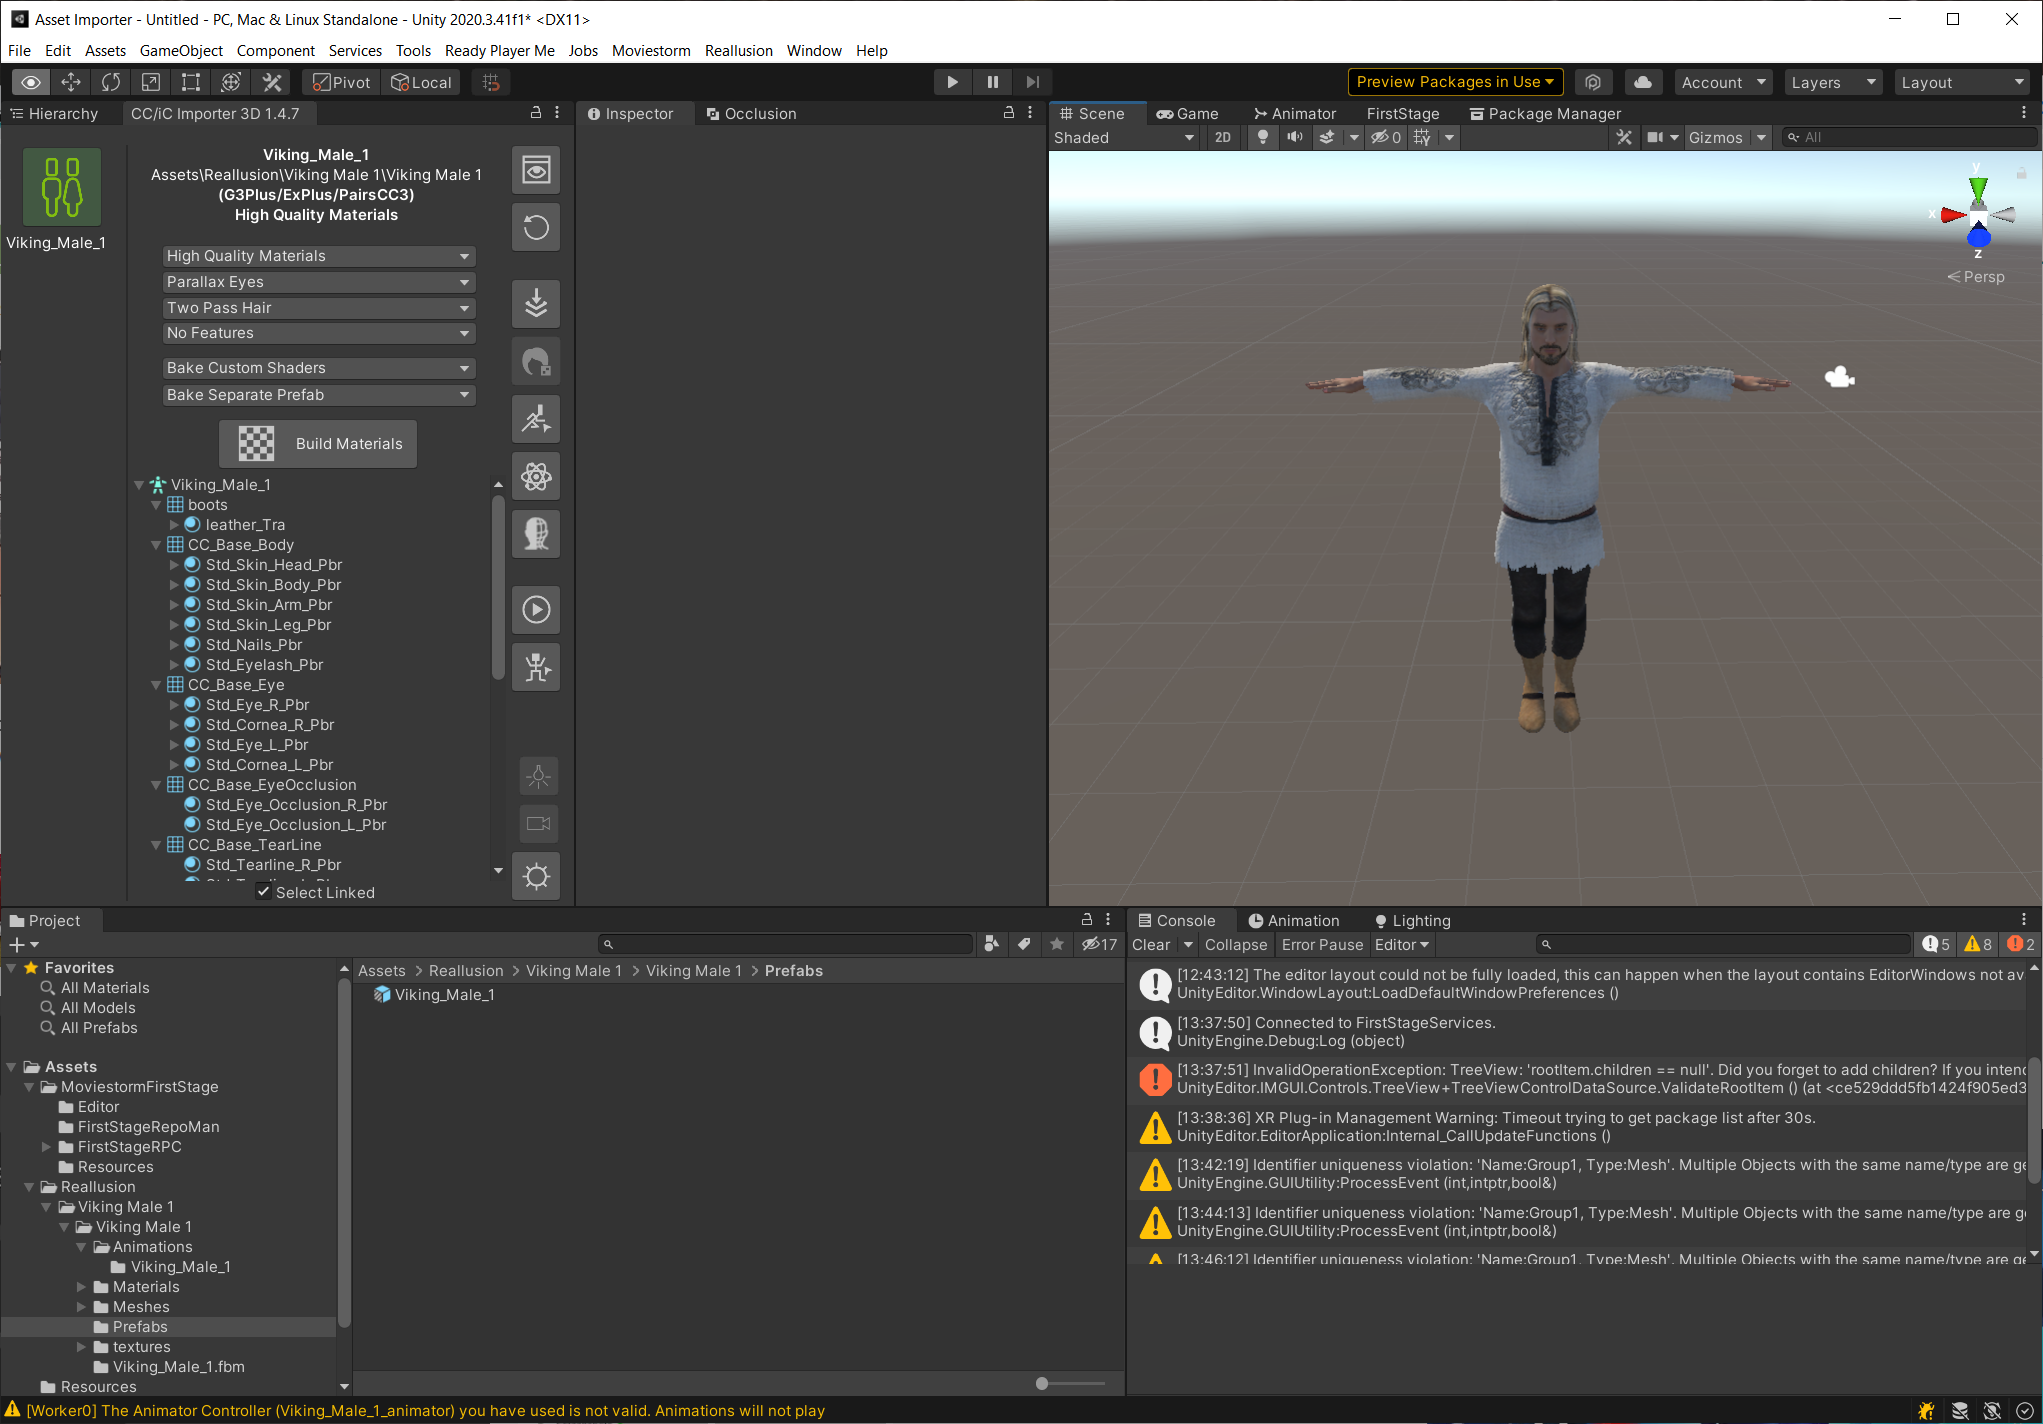 Asset Importer - Untitled - PC, Mac & Linux Standalone - Unity 2020.3.41f1* <DX11>
File Edit Assets GameObject Component Services Tools Ready Player Me Jobs Moviestorm Reallusion Window Help
Pivot Local Preview Packages in Use Account Layers Layout
Hierarchy CC/iC Importer 3D 1.4.7
Viking_Male_1
Viking_Male_1
Assets\Reallusion\Viking Male 1\Viking Male 1
(G3Plus/ExPlus/PairsCC3)
High Quality Materials
High Quality Materials
Parallax Eyes
Two Pass Hair
No Features
Bake Custom Shaders
Bake Separate Prefab
Build Materials
Viking_Male_1
boots
leather_Tra
CC_Base_Body
Std_Skin_Head_Pbr
Std_Skin_Body_Pbr
Std_Skin_Arm_Pbr
Std_Skin_Leg_Pbr
Std_Nails_Pbr
Std_Eyelash_Pbr
CC_Base_Eye
Std_Eye_R_Pbr
Std_Cornea_R_Pbr
Std_Eye_L_Pbr
Std_Cornea_L_Pbr
CC_Base_EyeOcclusion
Std_Eye_Occlusion_R_Pbr
Std_Eye_Occlusion_L_Pbr
CC_Base_TearLine
Std_Tearline_R_Pbr
Select Linked
Inspector Occlusion
Scene Game Animator FirstStage Package Manager
Shaded 2D 0 Gizmos All
y
x
z
Persp
Project
17
Favorites
All Materials
All Models
All Prefabs
Assets
MoviestormFirstStage
Editor
FirstStageRepoMan
FirstStageRPC
Resources
Reallusion
Viking Male 1
Viking Male 1
Animations
Viking_Male_1
Materials
Meshes
Prefabs
textures
Viking_Male_1.fbm
Resources
Assets > Reallusion > Viking Male 1 > Viking Male 1 > Prefabs
Viking_Male_1
Console Animation Lighting
Clear Collapse Error Pause Editor 5 8 2
[12:43:12] The editor layout could not be fully loaded, this can happen when the layout contains EditorWindows not av
UnityEditor.WindowLayout:LoadDefaultWindowPreferences ()
[13:37:50] Connected to FirstStageServices.
UnityEngine.Debug:Log (object)
[13:37:51] InvalidOperationException: TreeView: 'rootItem.children == null'. Did you forget to add children? If you intend
UnityEditor.IMGUI.Controls.TreeView+TreeViewControlDataSource.ValidateRootItem () (at <ce529ddd5fb1424f905ed3
[13:38:36] XR Plug-in Management Warning: Timeout trying to get package list after 30s.
UnityEditor.EditorApplication:Internal_CallUpdateFunctions ()
[13:42:19] Identifier uniqueness violation: 'Name:Group1, Type:Mesh'. Multiple Objects with the same name/type are ge
UnityEngine.GUIUtility:ProcessEvent (int,intptr,bool&)
[13:44:13] Identifier uniqueness violation: 'Name:Group1, Type:Mesh'. Multiple Objects with the same name/type are ge
UnityEngine.GUIUtility:ProcessEvent (int,intptr,bool&)
[13:46:12] Identifier uniqueness violation: 'Name:Group1, Type:Mesh'. Multiple Objects with the same name/type are ge
[Worker0] The Animator Controller (Viking_Male_1_animator) you have used is not valid. Animations will not play